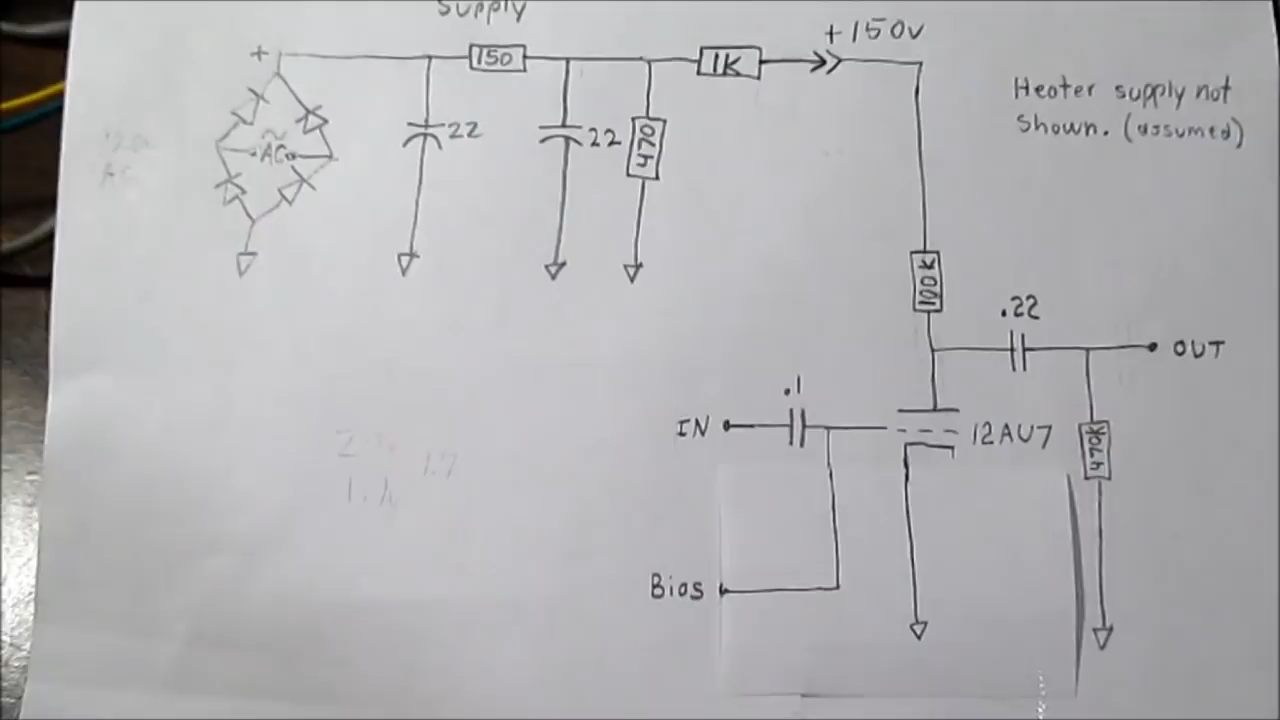 Supply
+
150
1K
+150v
Heater supply not
shown. (assumed)
22
22
470
AC
100K
.22
OUT
.1
IN
12AU7
470K
Bias